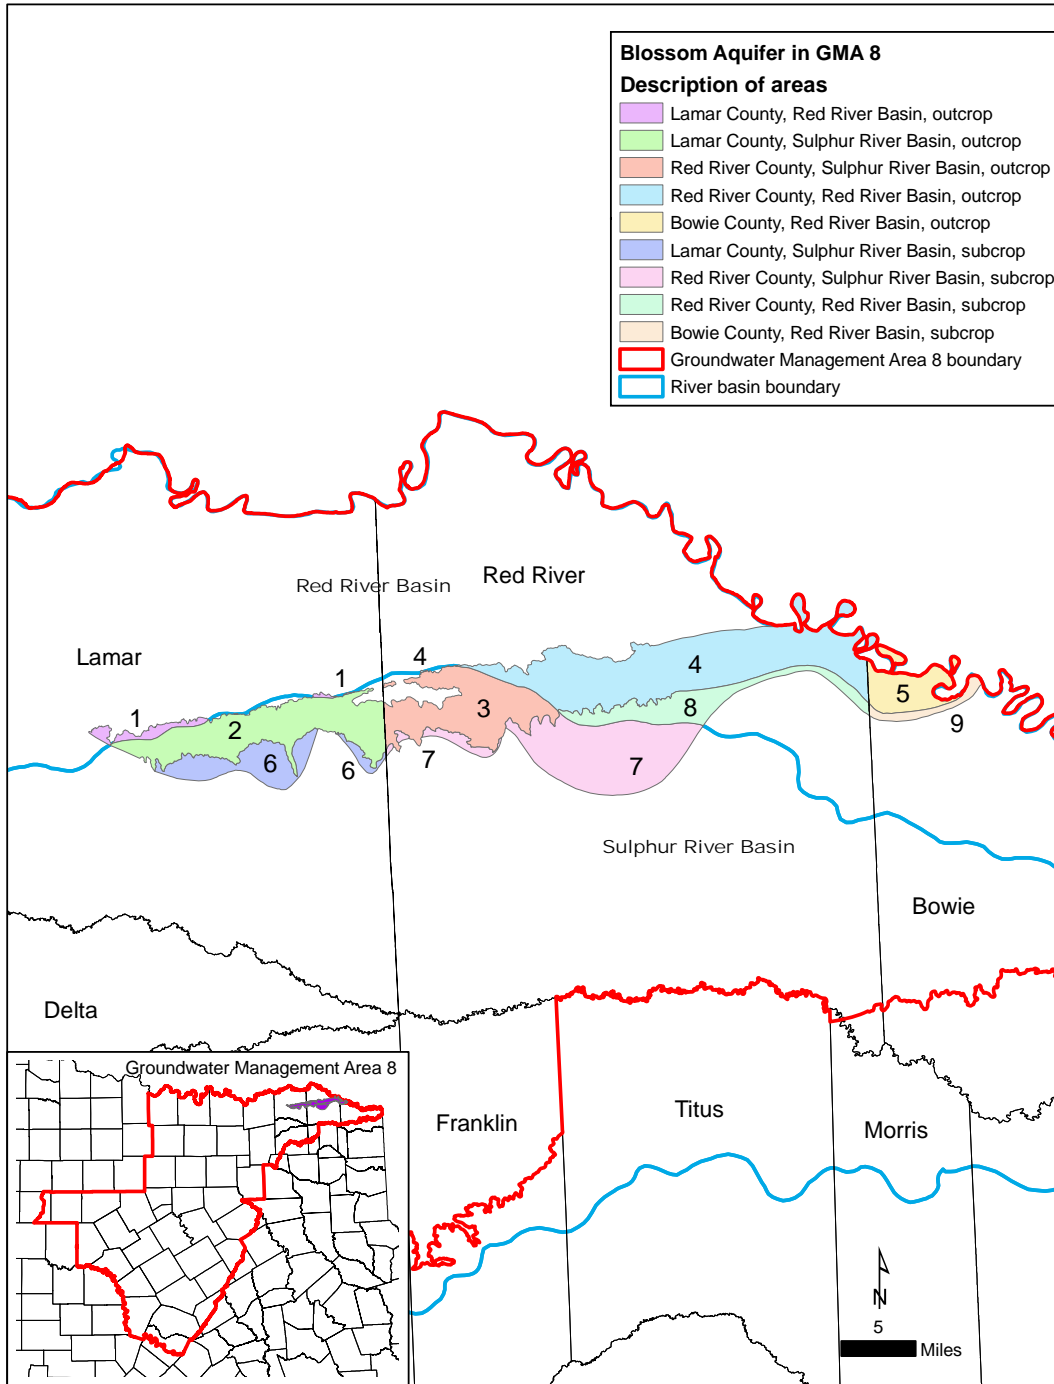 Blossom Aquifer in GMA 8
Description of areas
Lamar County, Red River Basin, outcrop
Lamar County, Sulphur River Basin, outcrop
Red River County, Sulphur River Basin, outcrop
Red River County, Red River Basin, outcrop
Bowie County, Red River Basin, outcrop
Lamar County, Sulphur River Basin, subcrop
Red River County, Sulphur River Basin, subcrop
Red River County, Red River Basin, subcrop
Bowie County, Red River Basin, subcrop
Groundwater Management Area 8 boundary
River basin boundary
Red River
Red River Basin
Lamar
4
1
4
5
1
2
3
8
9
6
6
7
7
Sulphur River Basin
Bowie
Delta
Groundwater Management Area 8
Franklin
Titus
Morris
N
5
Miles